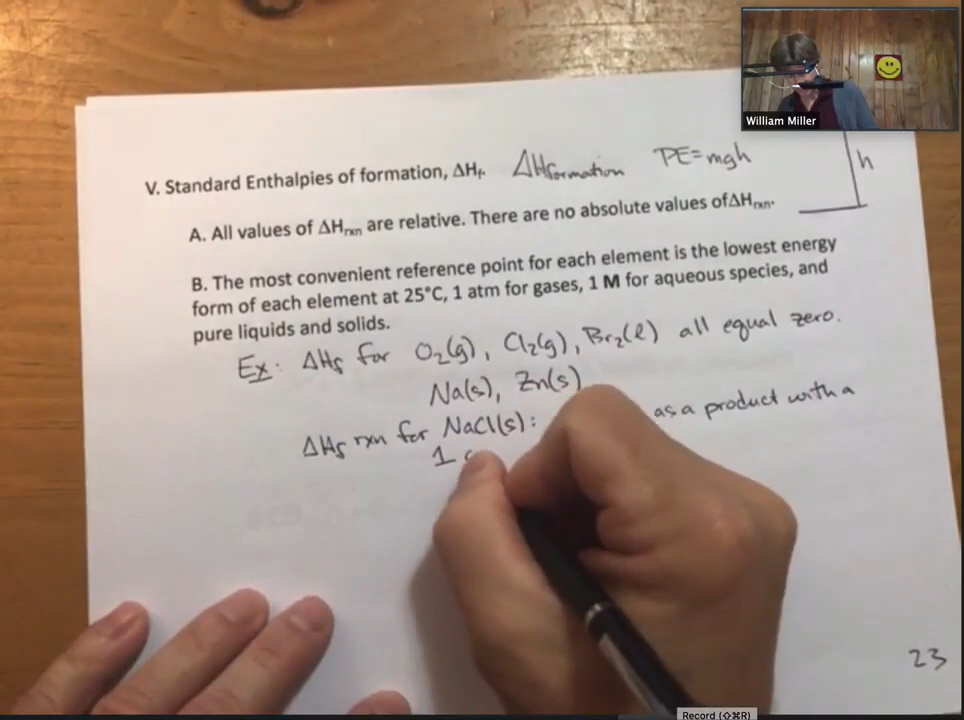 William Miller
V. Standard Enthalpies of formation, ΔHf. ΔHformation PE=mgh h
A. All values of ΔHrxn are relative. There are no absolute values of ΔHrxn.
B. The most convenient reference point for each element is the lowest energy
form of each element at 25°C, 1 atm for gases, 1 M for aqueous species, and
pure liquids and solids.
Ex: ΔHf for O2(g), Cl2(g), Br2(l) all equal zero.
Na(s), Zn(s)
ΔHf rxn for NaCl(s): as a product with a
1
23
Record (⇧⌘R)